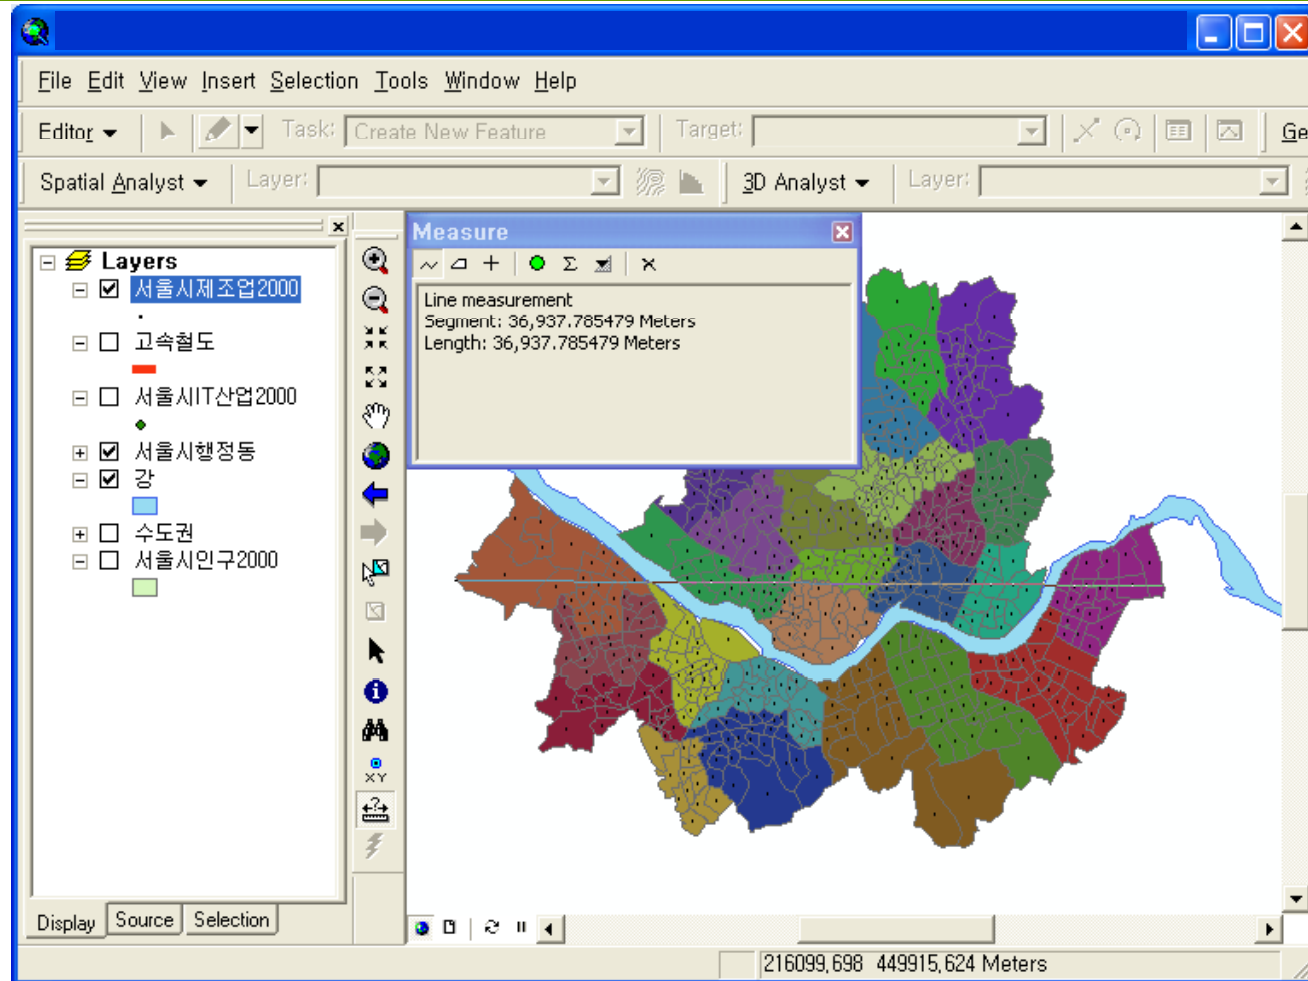 File Edit View Insert Selection Tools Window Help
Editor Task: Create New Feature Target: Ge
Spatial Analyst Layer: 3D Analyst Layer:
Layers
서울시제조업2000
고속철도
서울시IT산업2000
서울시행정동
강
수도권
서울시인구2000
Display Source Selection
XY
Measure
Line measurement
Segment: 36,937.785479 Meters
Length: 36,937.785479 Meters
216099,698 449915,624 Meters